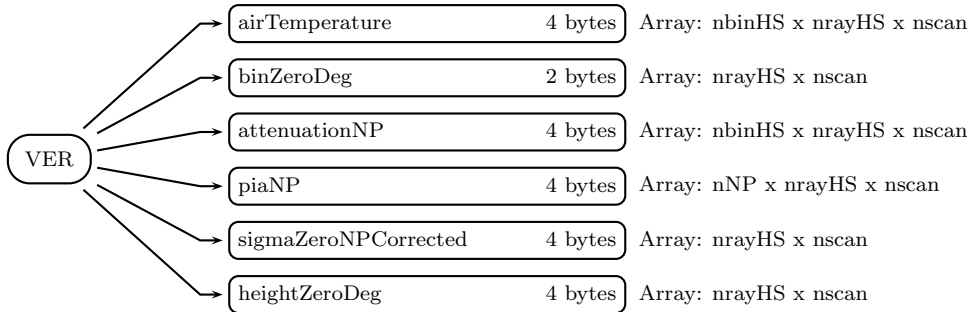 airTemperature 4 bytes Array: nbinHS x nrayHS x nscan
binZeroDeg 2 bytes Array: nrayHS x nscan
attenuationNP 4 bytes Array: nbinHS x nrayHS x nscan
VER
piaNP 4 bytes Array: nNP x nrayHS x nscan
sigmaZeroNPCorrected 4 bytes Array: nrayHS x nscan
heightZeroDeg 4 bytes Array: nrayHS x nscan